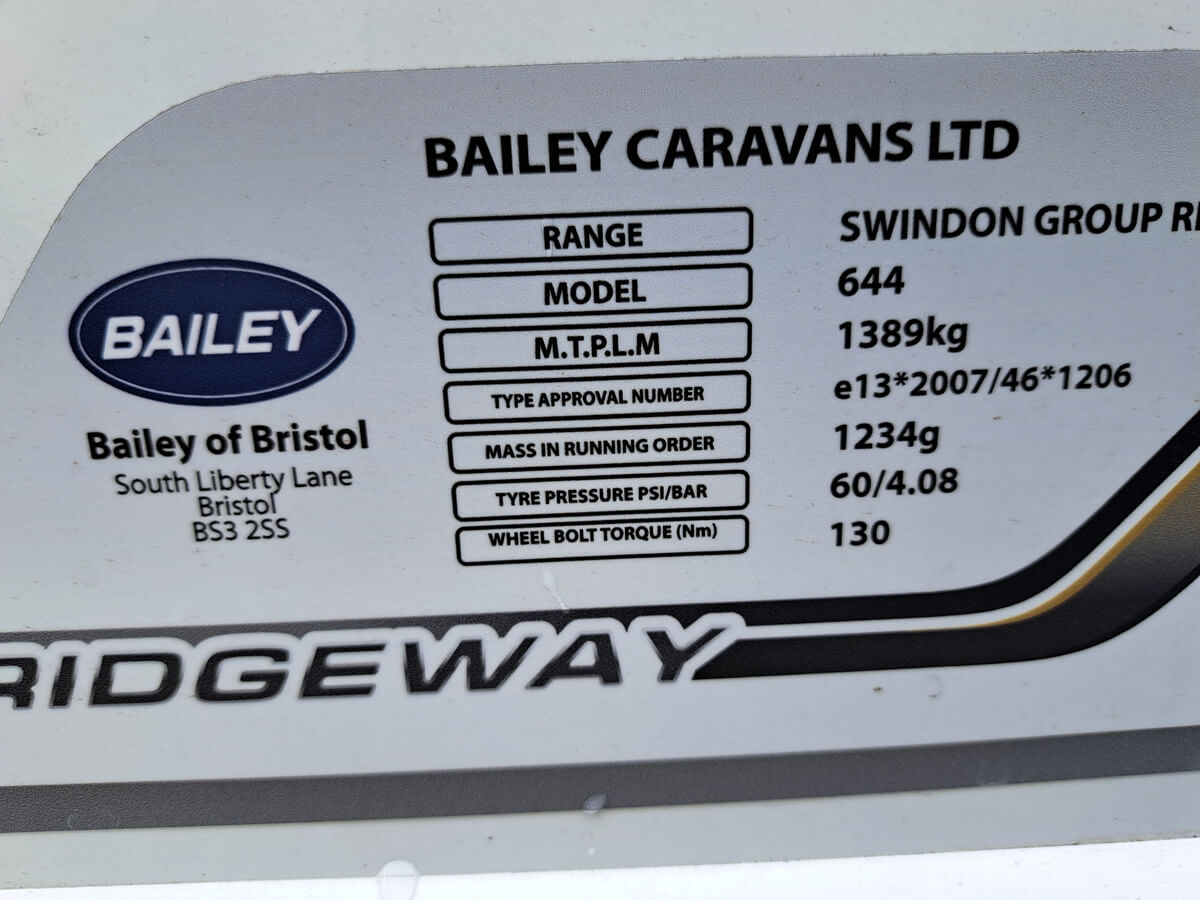 BAILEY CARAVANS LTD
RANGE SWINDON GROUP
MODEL 644
M.T.P.L.M 1389kg
TYPE APPROVAL NUMBER e13*2007/46*1206
MASS IN RUNNING ORDER 1234g
TYRE PRESSURE PSI/BAR 60/4.08
WHEEL BOLT TORQUE (Nm) 130
BAILEY
Bailey of Bristol
South Liberty Lane
Bristol
BS3 2SS
RIDGEWAY